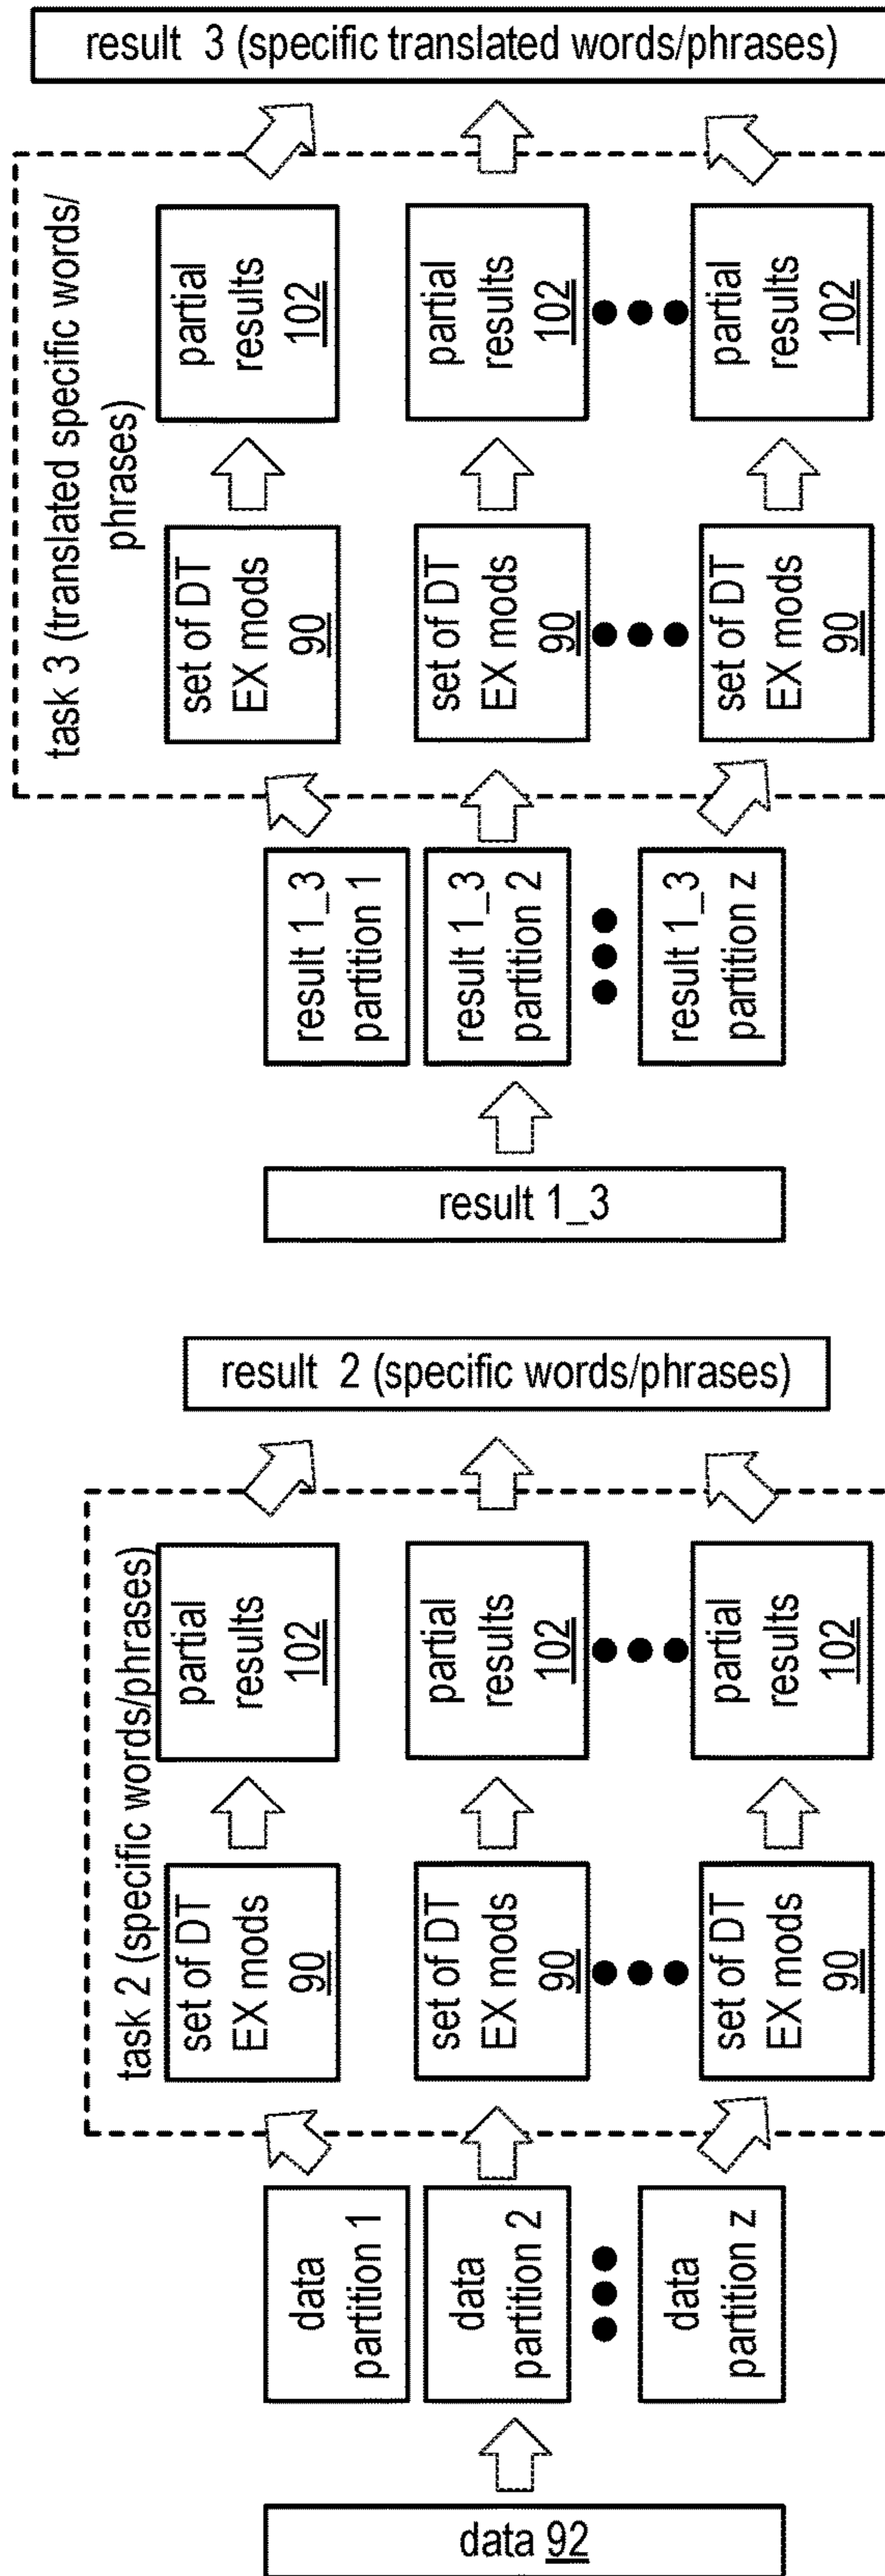 task 3 (translated specific words/
phrases)
result 1_3
result 1_3
partition 1
result 1_3
partition 2
result 1_3
partition z
set of DT
EX mods
90
set of DT
EX mods
90
set of DT
EX mods
90
partial
results
102
partial
results
102
partial
results
102
result 3 (specific translated words/phrases)
task 2 (specific words/phrases)
data 92
data
partition 1
data
partition 2
data
partition z
set of DT
EX mods
90
set of DT
EX mods
90
set of DT
EX mods
90
partial
results
102
partial
results
102
partial
results
102
result 2 (specific words/phrases)